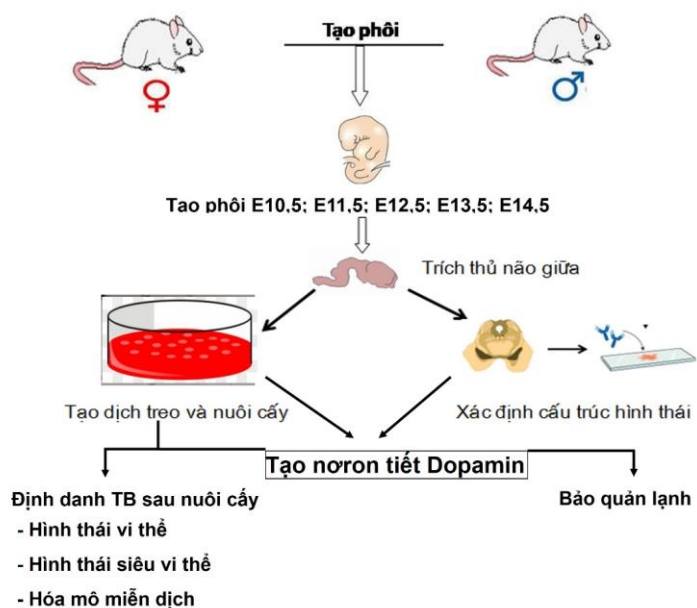 Tạo phôi
Tao phôi E10,5; E11,5; E12,5; E13,5; E14,5
Trích thủ não giữa
Tạo dịch treo và nuôi cấy
Xác định cấu trúc hình thái
Tạo nơron tiết Dopamin
Định danh TB sau nuôi cấy
Bảo quản lạnh
- Hình thái vi thể
- Hình thái siêu vi thể
- Hóa mô miễn dịch